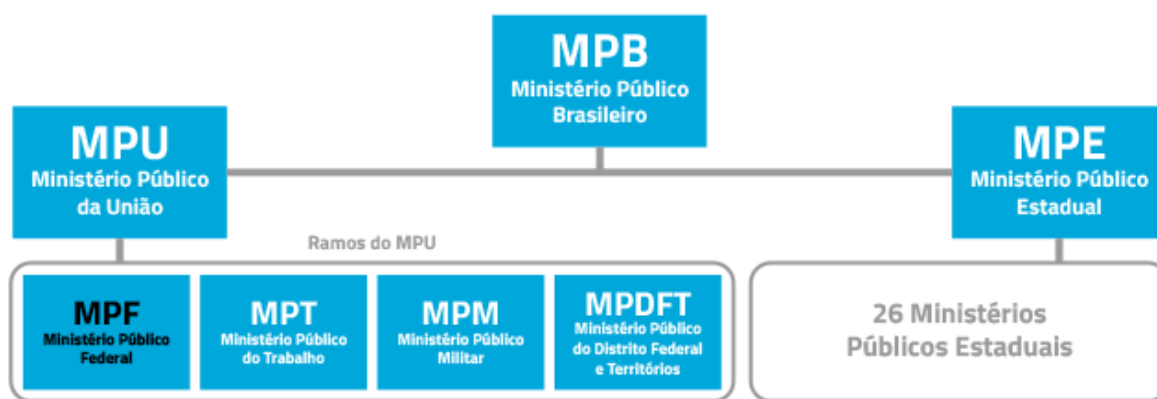 MPB
Ministério Público
Brasileiro
MPU
Ministério Público
da União
MPE
Ministério Público
Estadual
Ramos do MPU
MPF
Ministério Público
Federal
MPT
Ministério Público
do Trabalho
MPM
Ministério Público
Militar
MPDFT
Ministério Público
do Distrito Federal
e Territórios
26 Ministérios
Públicos Estaduais